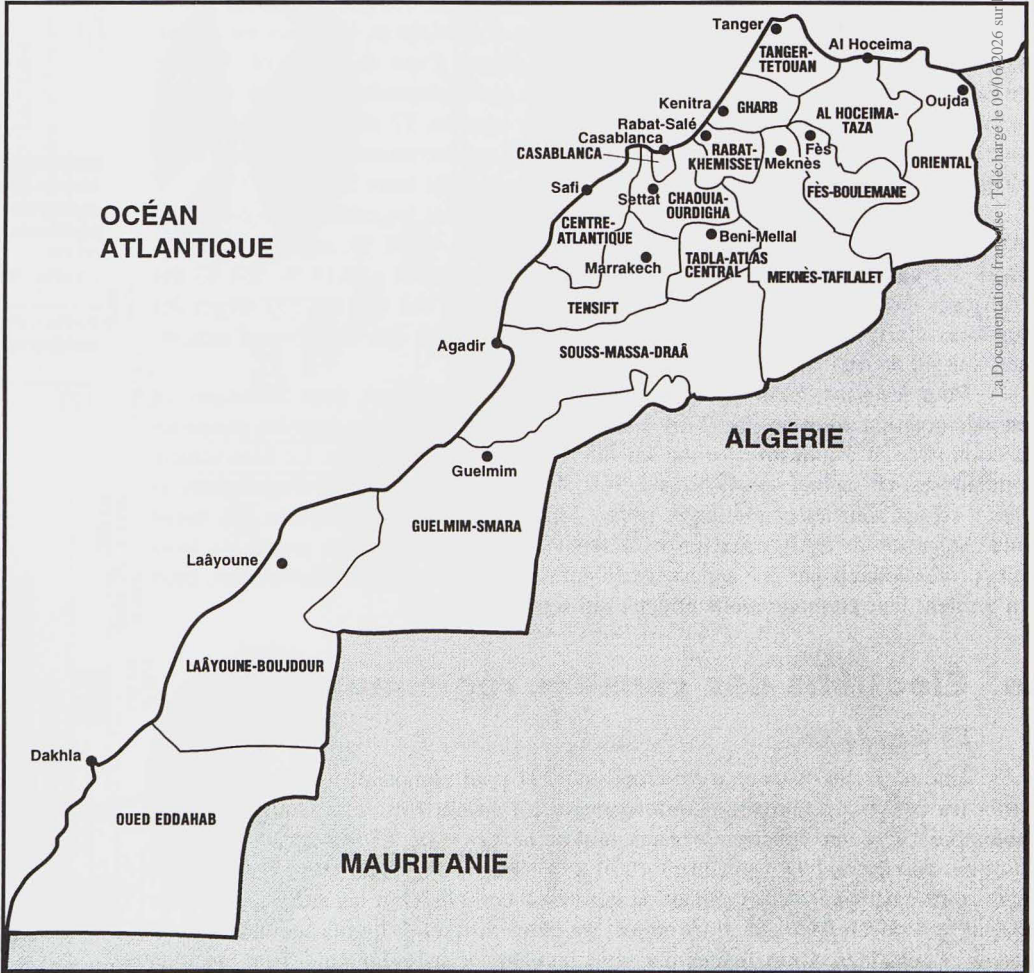 Tanger
TANGER-
TETOUAN
Al Hoceima
Kenitra
GHARB
AL HOCEIMA-
TAZA
Oujda
Rabat-Salé
Casablanca
CASABLANCA
RABAT-
KHEMISSET
Meknès
Fès
ORIENTAL
Safi
Settat
CHAOUIA-
OURDIGHA
FÈS-BOULEMANE
OCÉAN
ATLANTIQUE
CENTRE-
ATLANTIQUE
Beni-Mellal
Marrakech
TADLA-ATLAS
CENTRAL
MEKNÈS-TAFILALET
TENSIFT
Agadir
SOUSS-MASSA-DRAÂ
ALGÉRIE
Guelmim
GUELMIM-SMARA
Laâyoune
LAÂYOUNE-BOUJDOUR
Dakhla
OUED EDDAHAB
MAURITANIE
La Documentation française | Téléchargé le 09/06/2026 sur